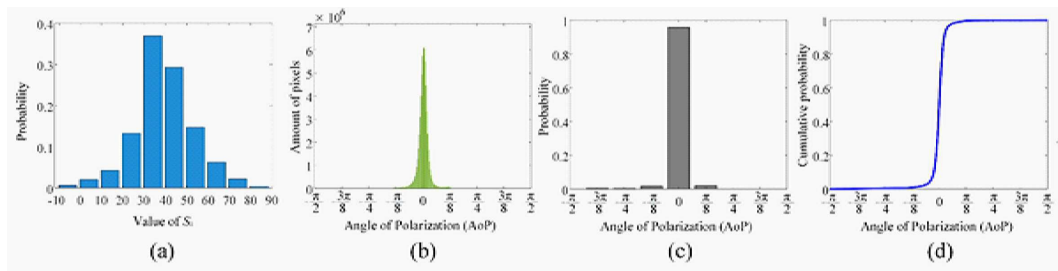 × 10⁶
0.4
0.3
0.2
0.1
0
Probability
-10 0 10 20 30 40 50 60 70 80 90
Value of S
(a)
7
6
5
4
3
2
1
0
Amount of pixels
0
Angle of Polarization (AoP)
(b)
1
0.8
0.6
0.4
0.2
0
Probability
0
Angle of Polarization (AoP)
(c)
1
0.8
0.6
0.4
0.2
0
Cumulative probability
0
Angle of Polarization (AoP)
(d)